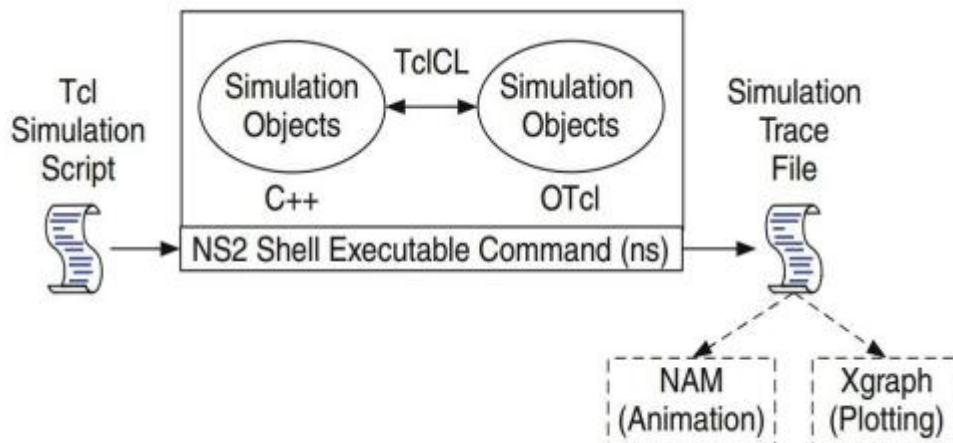 Tcl
Simulation
Script
Simulation
Objects
C++
TclCL
Simulation
Objects
OTcl
NS2 Shell Executable Command (ns)
Simulation
Trace
File
NAM
(Animation)
Xgraph
(Plotting)